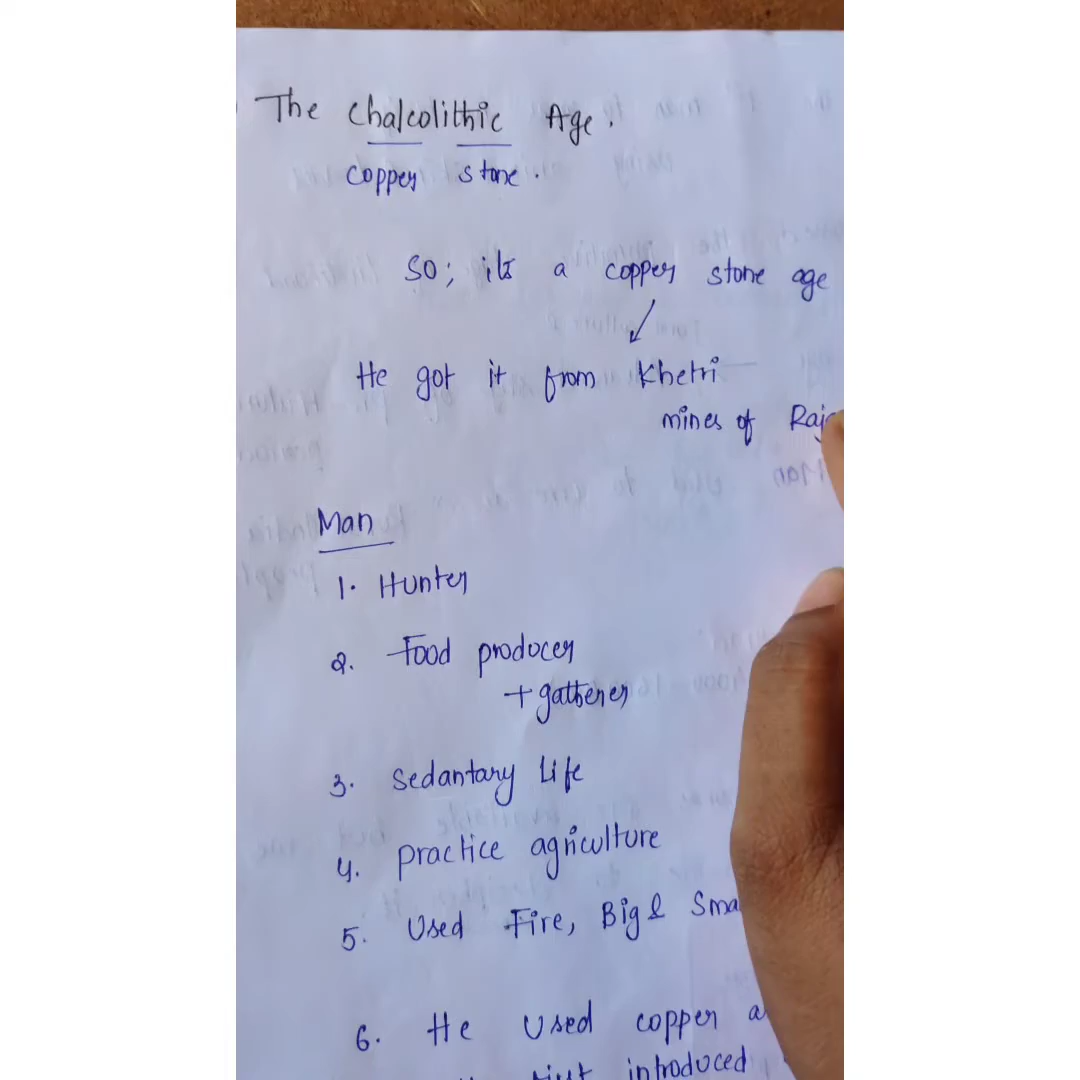 The Chalcolithic Age.
copper stone.
So; its a copper stone age
He got it from Khetri
mines of Raj
Man
1. Hunter
2. Food producer
+ gatherer
3. Sedantary Life
4. practice agriculture
5. Used Fire, Big & Sma
6. He Used copper a
introduced